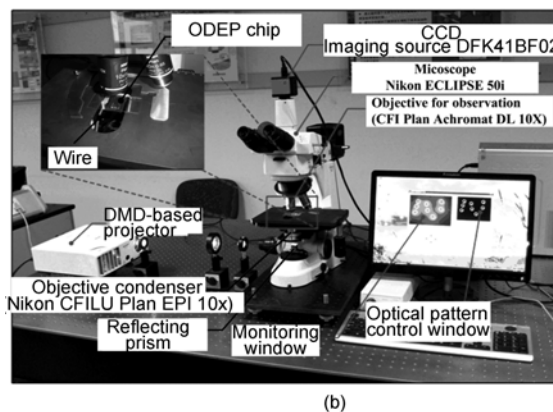 ODEP chip
CCD
Imaging source DFK41BF02
Micoscope
Nikon ECLIPSE 50i
Objective for observation
(CFI Plan Achromat DL 10X)
Wire
DMD-based
projector
Objective condenser
(Nikon CFILU Plan EPI 10x)
Reflecting
prism
Monitoring
window
Optical pattern
control window
(b)